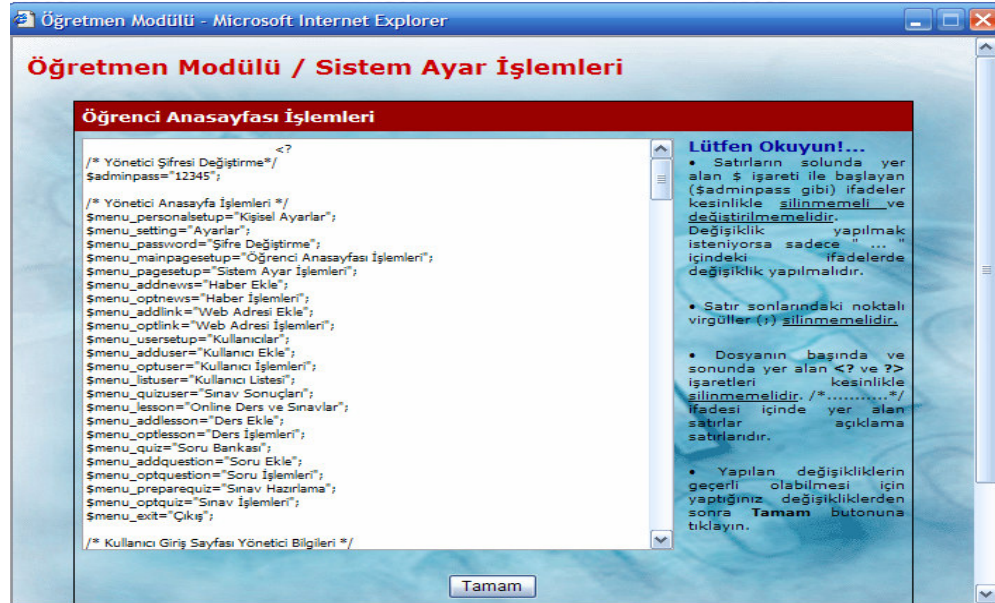 Öğretmen Modülü - Microsoft Internet Explorer
Öğretmen Modülü / Sistem Ayar İşlemleri
Öğrenci Anasayfası İşlemleri
<?
/* Yönetici Şifresi Değiştirme*/
$adminpass="12345";
/* Yönetici Anasayfa İşlemleri */
$menu_personalsetup="Kişisel Ayarlar";
$menu_setting="Ayarlar";
$menu_password="Şifre Değiştirme";
$menu_mainpagesetup="Öğrenci Anasayfası İşlemleri";
$menu_pagesetup="Sistem Ayar İşlemleri";
$menu_addnews="Haber Ekle";
$menu_optnews="Haber İşlemleri";
$menu_addlink="Web Adresi Ekle";
$menu_optlink="Web Adresi İşlemleri";
$menu_usersetup="Kullanıcılar";
$menu_adduser="Kullanıcı Ekle";
$menu_optuser="Kullanıcı İşlemleri";
$menu_listuser="Kullanıcı Listesi";
$menu_quizuser="Sınav Sonuçları";
$menu_lesson="Online Ders ve Sınavlar";
$menu_addlesson="Ders Ekle";
$menu_optlesson="Ders İşlemleri";
$menu_quiz="Soru Bankası";
$menu_addquestion="Soru Ekle";
$menu_optquestion="Soru İşlemleri";
$menu_preparequiz="Sınav Hazırlama";
$menu_optquiz="Sınav İşlemleri";
$menu_exit="Çıkış";
/* Kullanıcı Giriş Sayfası Yönetici Bilgileri */
Lütfen Okuyun!...
• Satırların solunda yer
alan $ işareti ile başlayan
($adminpass gibi) ifadeler
kesinlikle silinmemeli ve
değiştirilmemelidir.
Değişiklik yapılmak
isteniyorsa sadece " ... "
içindeki ifadelerde
değişiklik yapılmalıdır.
• Satır sonlarındaki noktalı
virgüller (;) silinmemelidir.
• Dosyanın başında ve
sonunda yer alan <? ve ?>
işaretleri kesinlikle
silinmemelidir. /*...........*/
ifadesi içinde yer alan
satırlar açıklama
satırlarıdır.
• Yapılan değişikliklerin
geçerli olabilmesi için
yaptığınız değişikliklerden
sonra Tamam butonuna
tıklayın.
Tamam